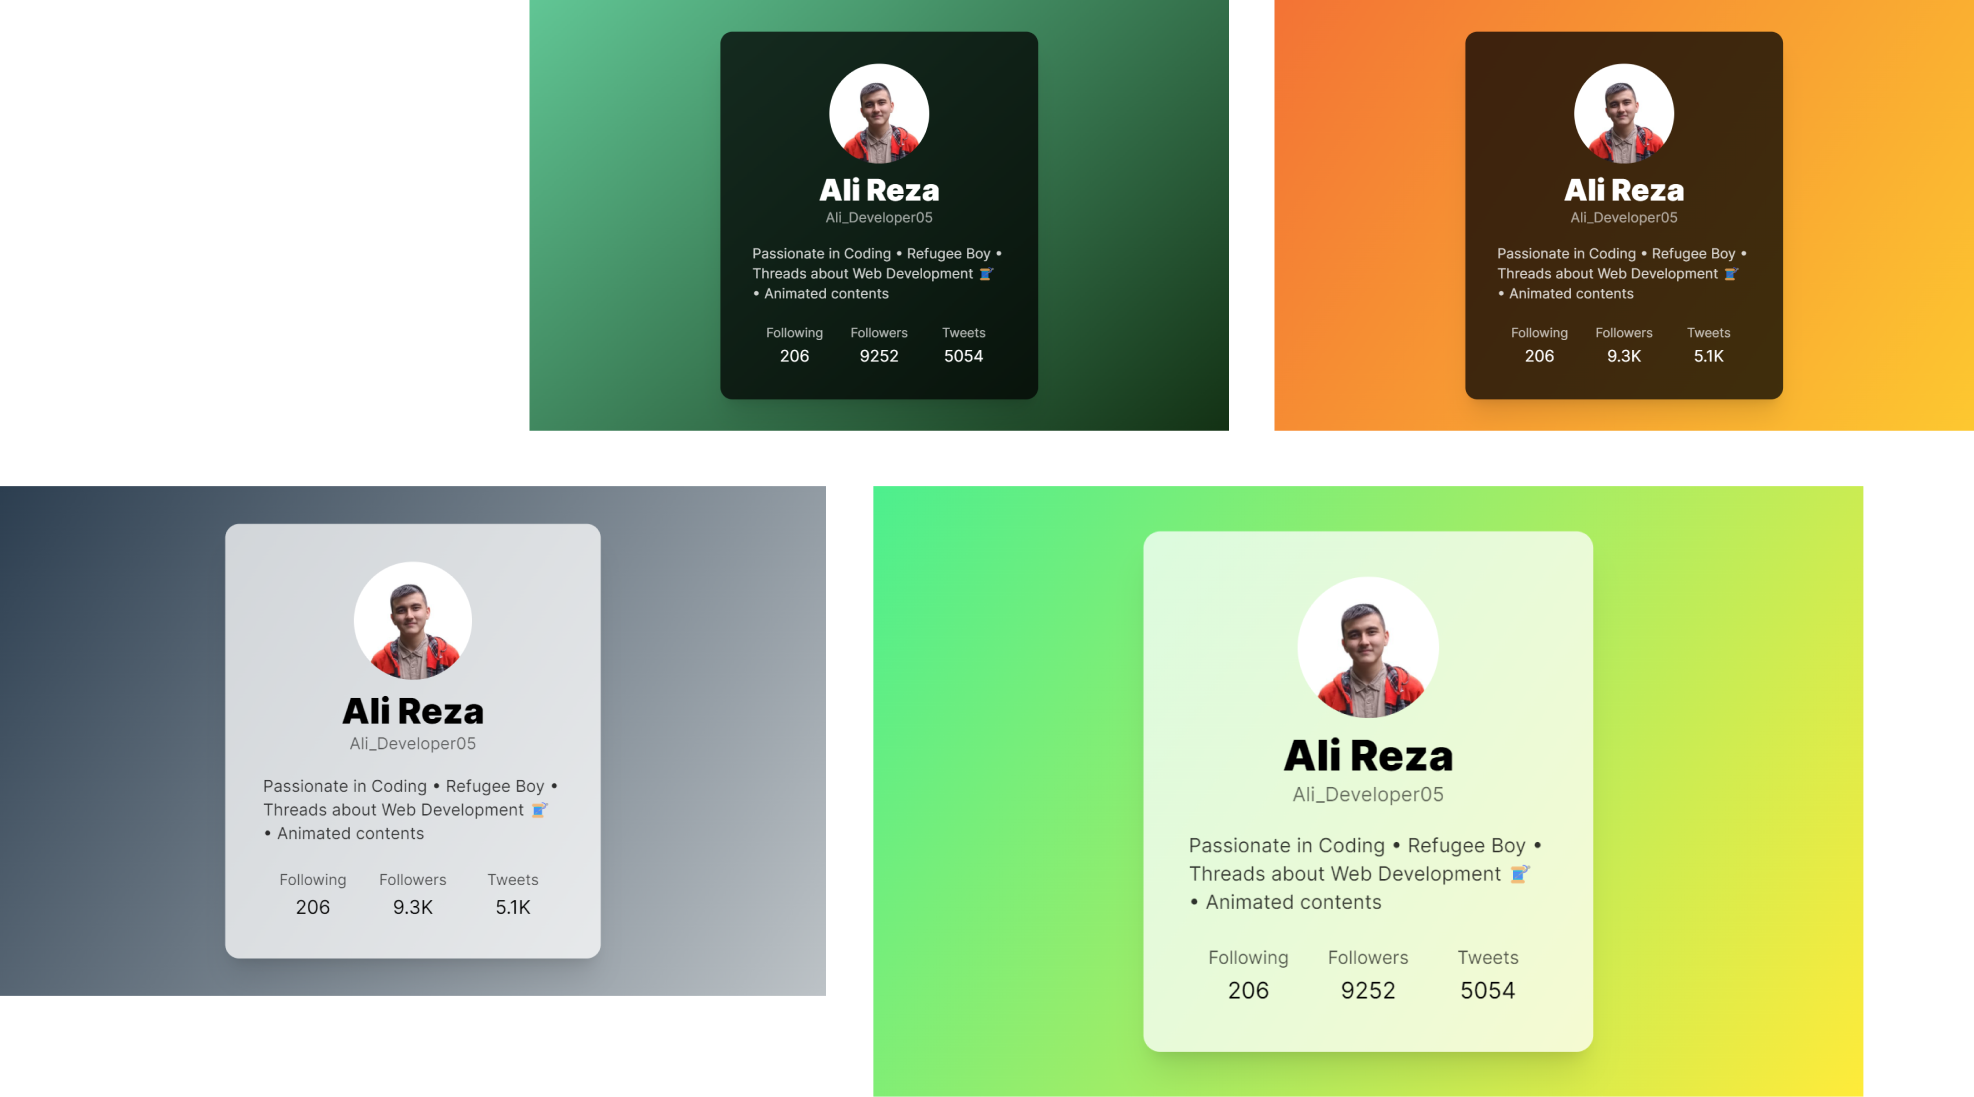 Ali Reza
Ali_Developer05
Passionate in Coding • Refugee Boy •
Threads about Web Development 🧵
• Animated contents
Following Followers Tweets
206 9252 5054
Ali Reza
Ali_Developer05
Passionate in Coding • Refugee Boy •
Threads about Web Development 🧵
• Animated contents
Following Followers Tweets
206 9.3K 5.1K
Ali Reza
Ali_Developer05
Passionate in Coding • Refugee Boy •
Threads about Web Development 🧵
• Animated contents
Following Followers Tweets
206 9.3K 5.1K
Ali Reza
Ali_Developer05
Passionate in Coding • Refugee Boy •
Threads about Web Development 🧵
• Animated contents
Following Followers Tweets
206 9252 5054